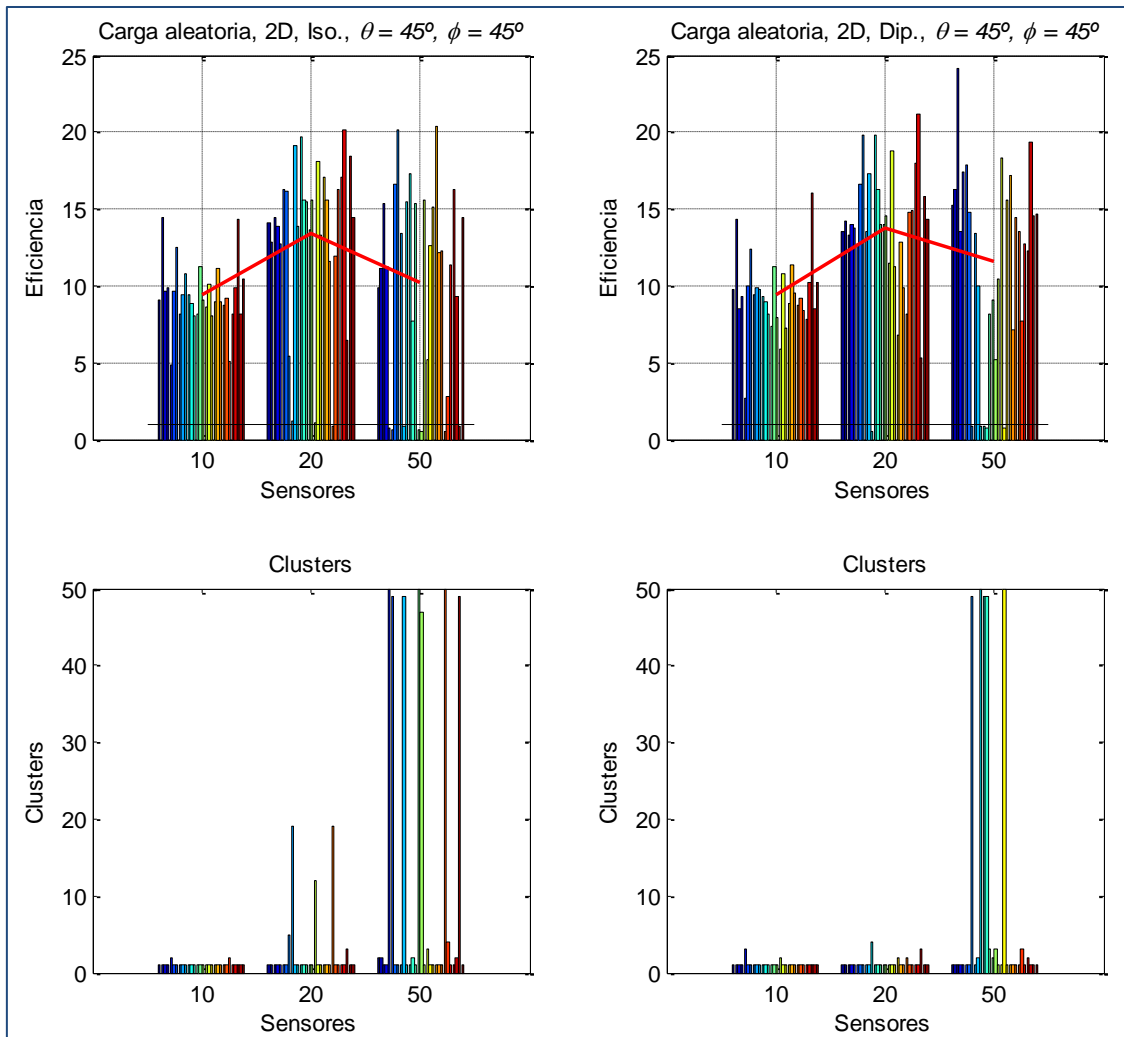 Carga aleatoria, 2D, Iso., θ = 45º, ϕ = 45º
25
20
15
10
5
0
Eficiencia
10 20 50
Sensores
Carga aleatoria, 2D, Dip., θ = 45º, ϕ = 45º
25
20
15
10
5
0
Eficiencia
10 20 50
Sensores
Clusters
50
40
30
20
10
0
Clusters
10 20 50
Sensores
Clusters
50
40
30
20
10
0
Clusters
10 20 50
Sensores